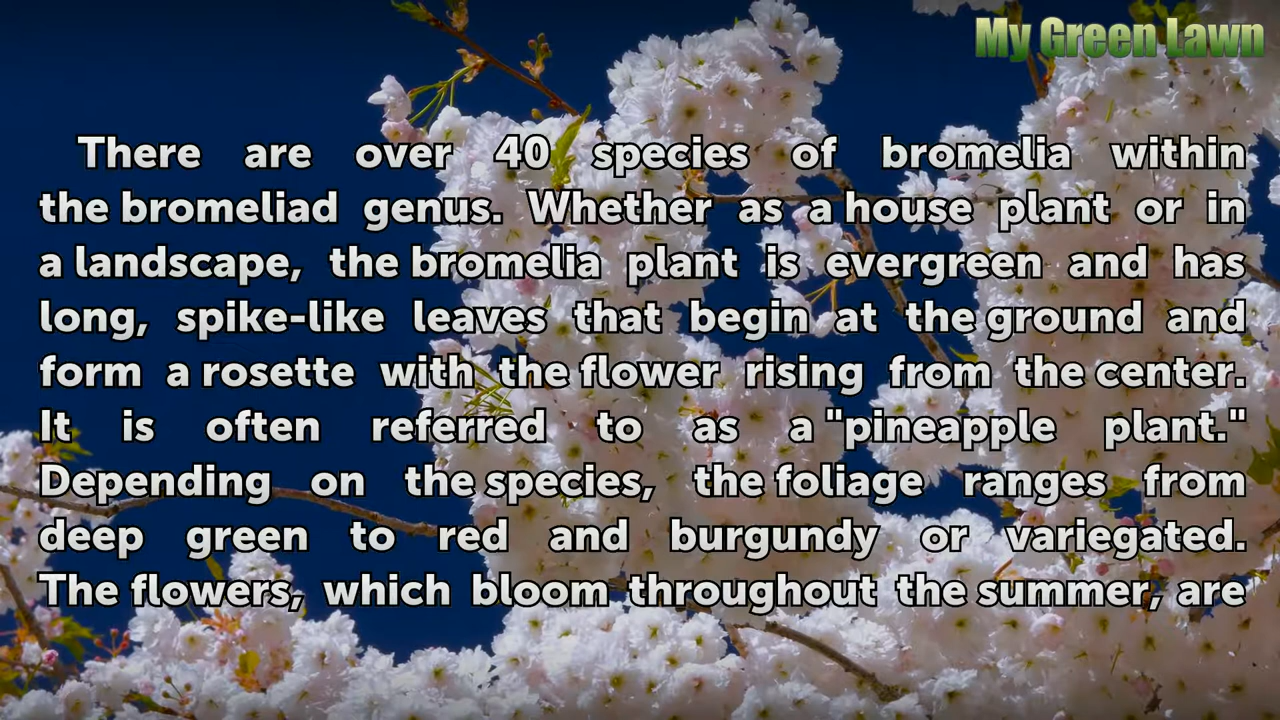 My Green Lawn
There are over 40 species of bromelia within
the bromeliad genus. Whether as a house plant or in
a landscape, the bromelia plant is evergreen and has
long, spike-like leaves that begin at the ground and
form a rosette with the flower rising from the center.
It is often referred to as a "pineapple plant."
Depending on the species, the foliage ranges from
deep green to red and burgundy or variegated.
The flowers, which bloom throughout the summer, are